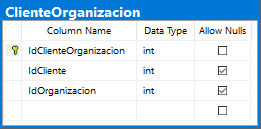 ClienteOrganizacion
Column Name Data Type Allow Nulls
IdClienteOrganizacion int
IdCliente int
IdOrganizacion int